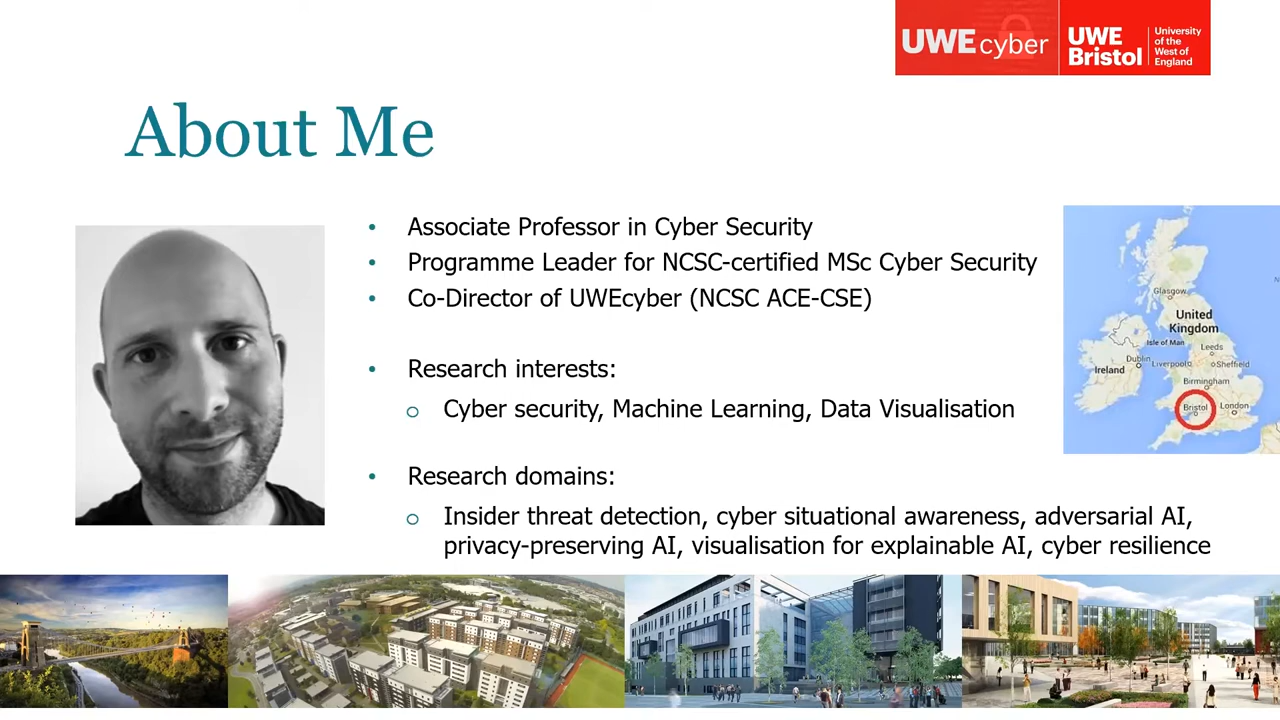 UWEcyber
UWE
Bristol
University
of the
West of
England
About Me
• Associate Professor in Cyber Security
• Programme Leader for NCSC-certified MSc Cyber Security
• Co-Director of UWEcyber (NCSC ACE-CSE)
• Research interests:
o Cyber security, Machine Learning, Data Visualisation
• Research domains:
o Insider threat detection, cyber situational awareness, adversarial AI,
privacy-preserving AI, visualisation for explainable AI, cyber resilience
Glasgow
United
Kingdom
Isle of Man
Leeds
Dublin
Liverpool
Sheffield
Ireland
Birmingham
Bristol
London
N